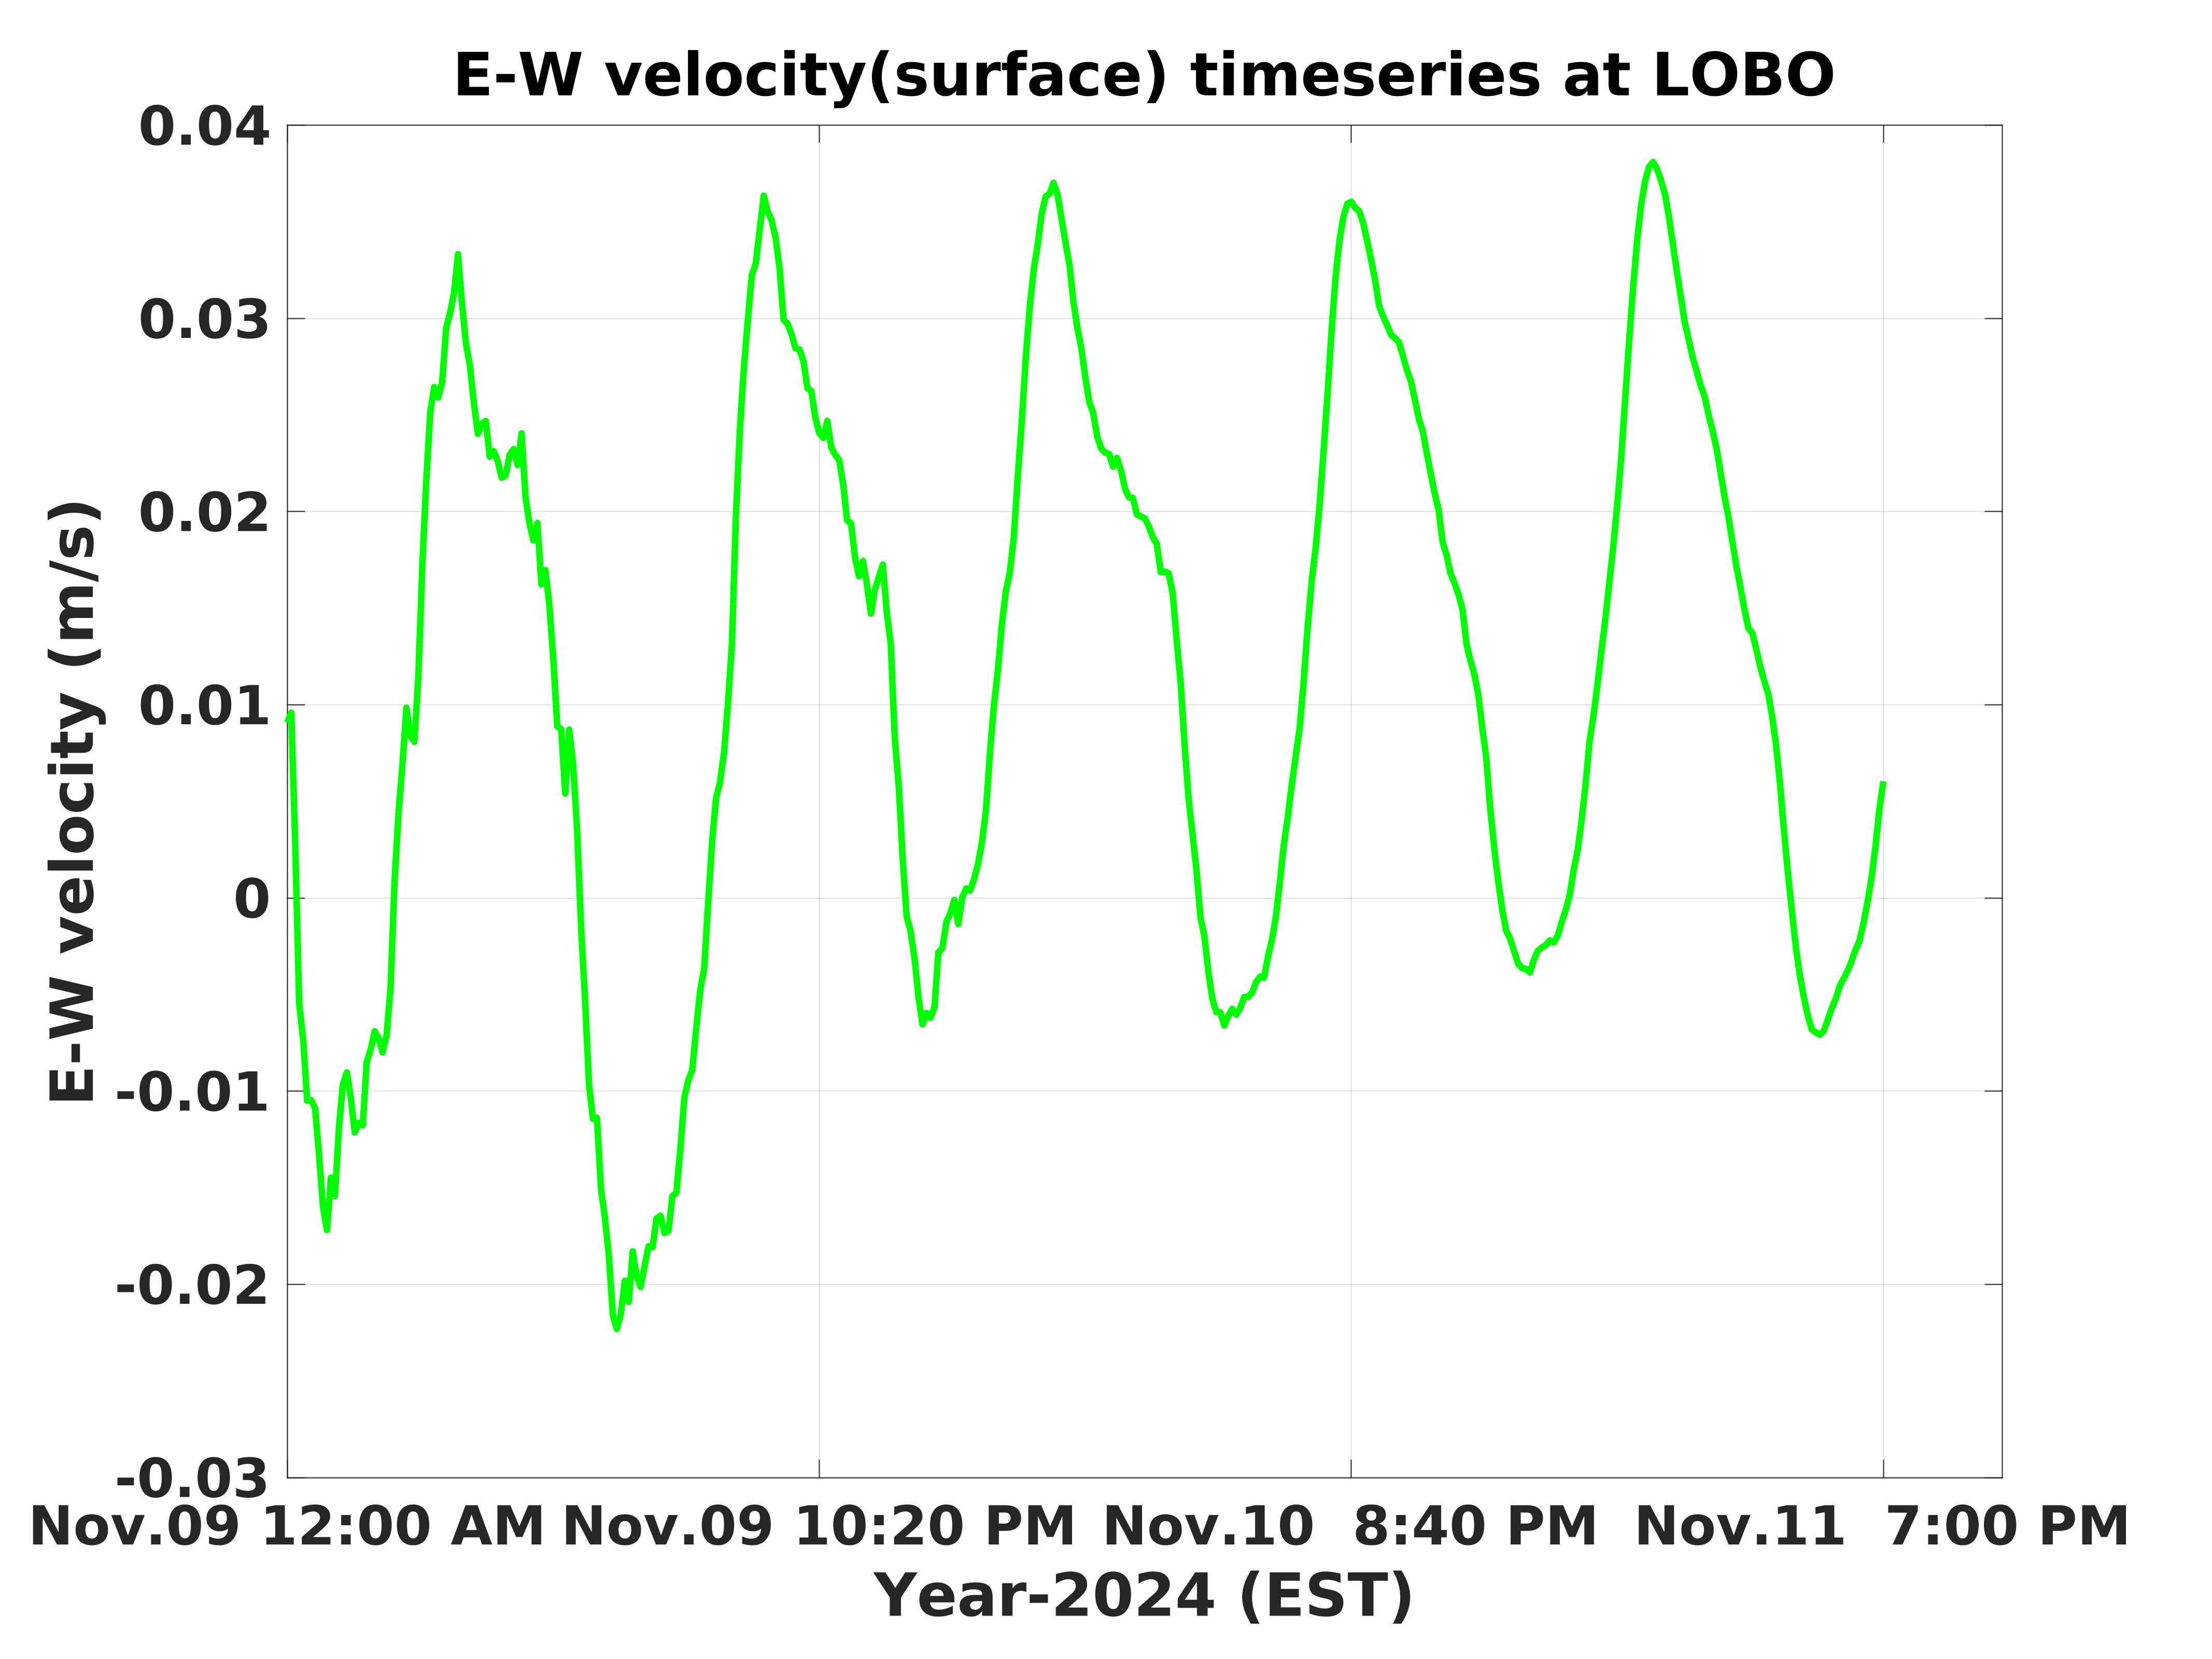 E-W velocity(surface) timeseries at LOBO
0.04
0.03
0.02
0.01
0
-0.01
-0.02
-0.03
E-W velocity (m/s)
Nov.09 12:00 AM Nov.09 10:20 PM Nov.10 8:40 PM Nov.11 7:00 PM
Year-2024 (EST)